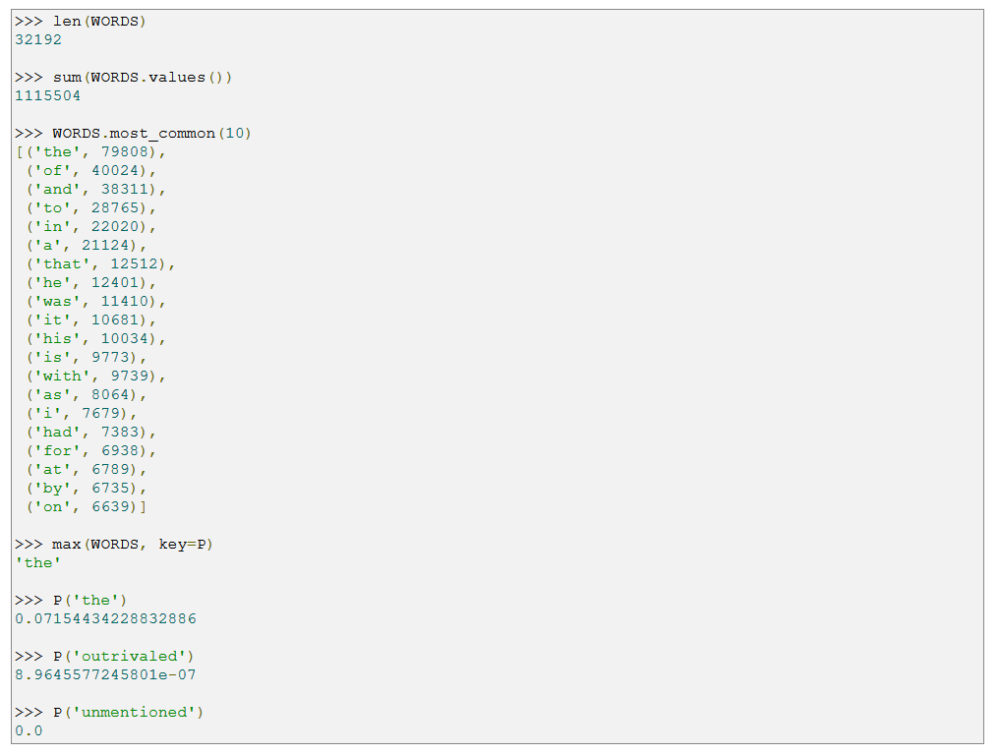 >>> len(WORDS)
32192
>>> sum(WORDS.values())
1115504
>>> WORDS.most_common(10)
[('the', 79808),
('of', 40024),
('and', 38311),
('to', 28765),
('in', 22020),
('a', 21124),
('that', 12512),
('he', 12401),
('was', 11410),
('it', 10681),
('his', 10034),
('is', 9773),
('with', 9739),
('as', 8064),
('i', 7679),
('had', 7383),
('for', 6938),
('at', 6789),
('by', 6735),
('on', 6639)]
>>> max(WORDS, key=P)
'the'
>>> P('the')
0.07154434228832886
>>> P('outrivaled')
8.9645577245801e-07
>>> P('unmentioned')
0.0